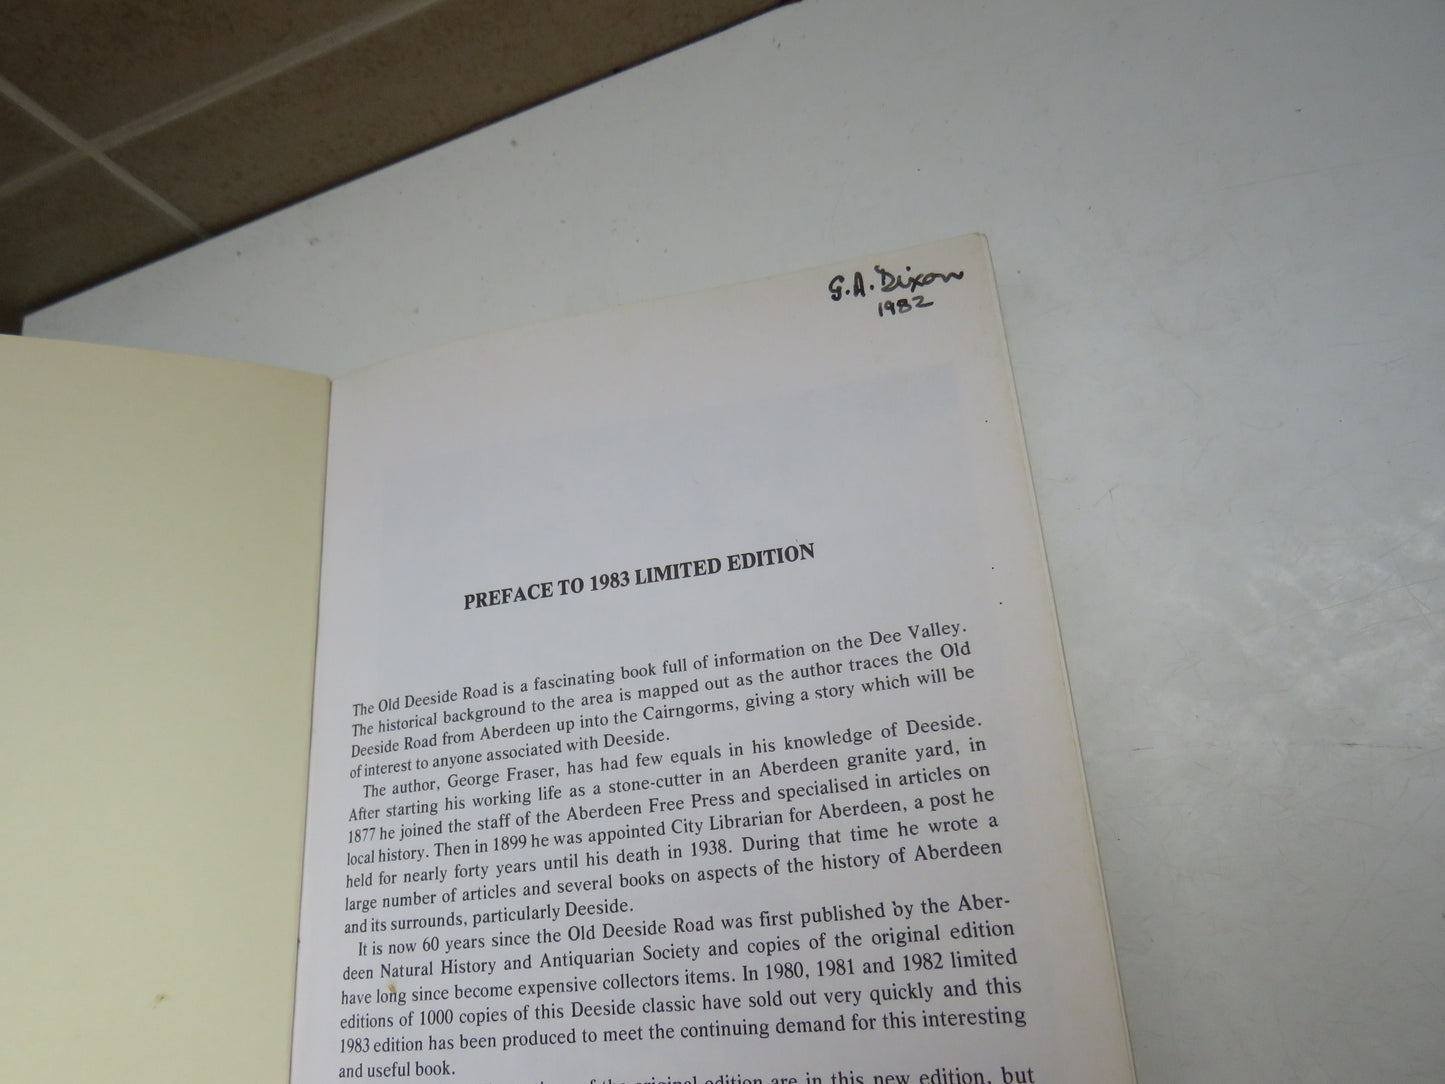 G.A. Dixon
1982
PREFACE TO 1983 LIMITED EDITION
The Old Deeside Road is a fascinating book full of information on the Dee Valley.
The historical background to the area is mapped out as the author traces the Old
Deeside Road from Aberdeen up into the Cairngorms, giving a story which will be
of interest to anyone associated with Deeside.
The author, George Fraser, has had few equals in his knowledge of Deeside.
After starting his working life as a stone-cutter in an Aberdeen granite yard, in
1877 he joined the staff of the Aberdeen Free Press and specialised in articles on
local history. Then in 1899 he was appointed City Librarian for Aberdeen, a post he
held for nearly forty years until his death in 1938. During that time he wrote a
large number of articles and several books on aspects of the history of Aberdeen
and its surrounds, particularly Deeside.
It is now 60 years since the Old Deeside Road was first published by the Aber-
deen Natural History and Antiquarian Society and copies of the original edition
have long since become expensive collectors items. In 1980, 1981 and 1982 limited
editions of 1000 copies of this Deeside classic have sold out very quickly and this
1983 edition has been produced to meet the continuing demand for this interesting
and useful book.
of the original edition are in this new edition, but